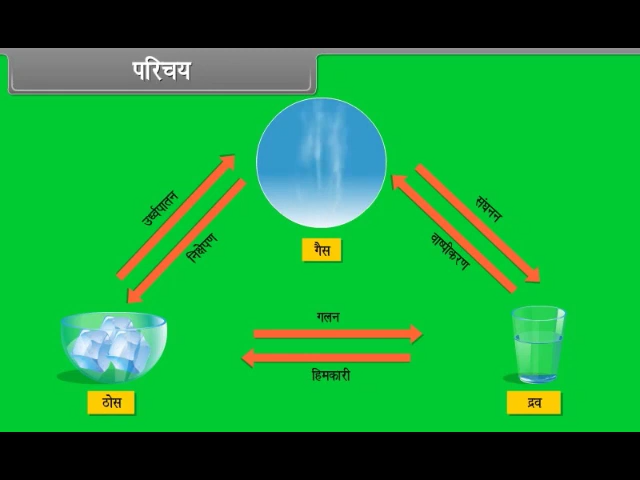 परिचय
उर्ध्वपातन
निक्षेपण
गैस
संघनन
वाष्पीकरण
गलन
हिमकारी
ठोस
द्रव